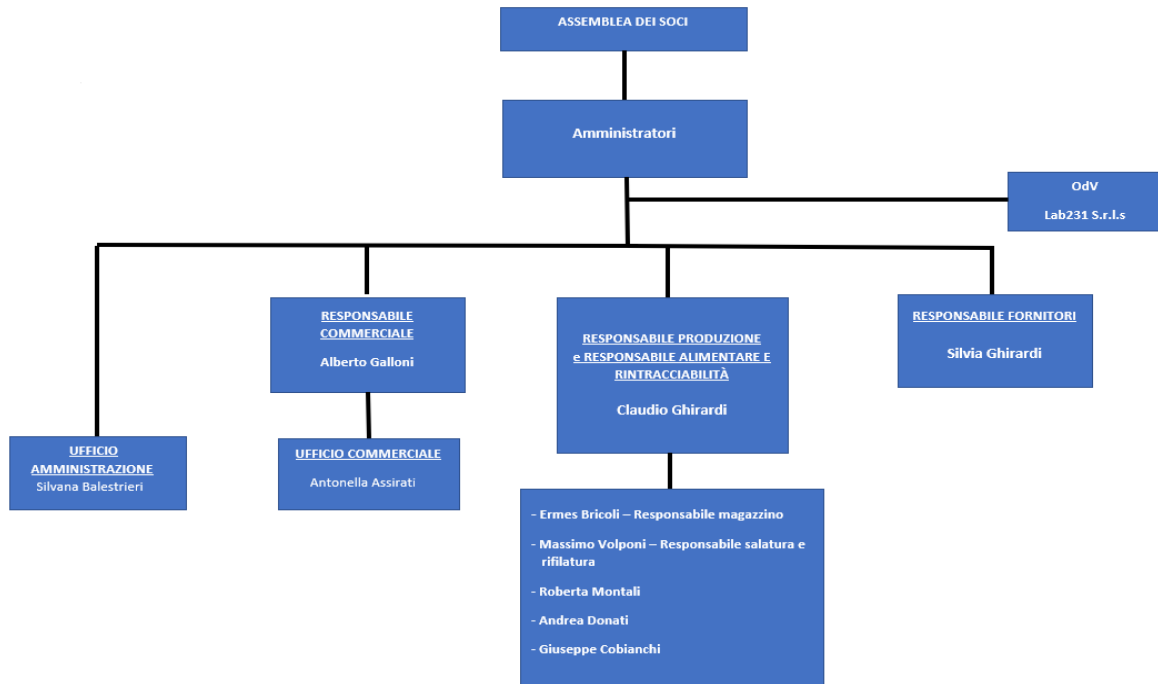 ASSEMBLEA DEI SOCI
Amministratori
OdV
Lab231 S.r.l.s
RESPONSABILE
COMMERCIALE
Alberto Galloni
RESPONSABILE PRODUZIONE
e RESPONSABILE ALIMENTARE E
RINTRACCIABILITÀ
Claudio Ghirardi
RESPONSABILE FORNITORI
Silvia Ghirardi
UFFICIO
AMMINISTRAZIONE
Silvana Balestrieri
UFFICIO COMMERCIALE
Antonella Assirati
- Ermes Bricoli – Responsabile magazzino
- Massimo Volponi – Responsabile salatura e
rifilatura
- Roberta Montali
- Andrea Donati
- Giuseppe Cobianchi